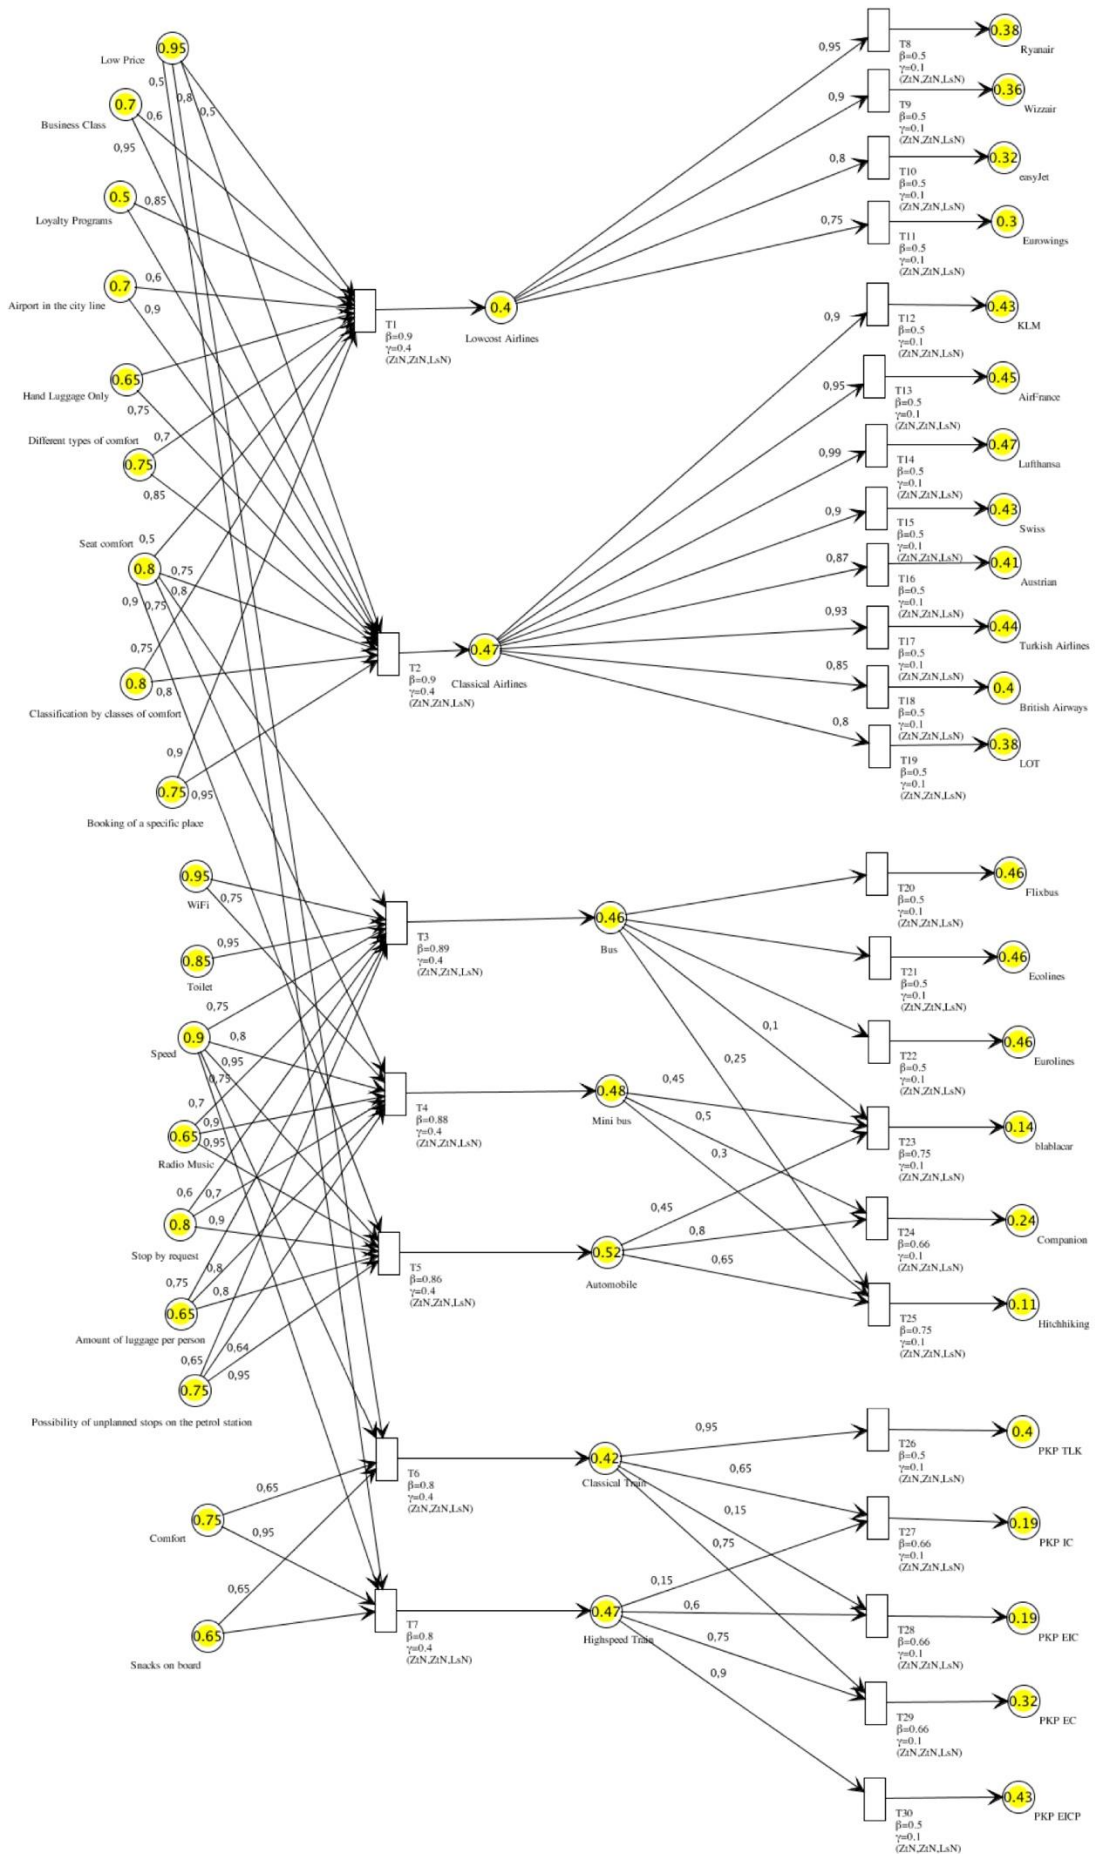 0.95
Low Price
0,5
0,8
0,5
0.7
Business Class
0,6
0,95
0.5
Loyalty Programs
0,85
0.7
Airport in the city line
0,6
0,9
0.65
Hand Luggage Only
0,75
Different types of comfort
0,7
0.75
0,85
Seat comfort
0,5
0.8
0,75
0,8
0,9
0,75
0,75
0.8
0,8
Classification by classes of comfort
0,9
0.75
0,95
Booking of a specific place
0.95
WiFi
0,75
0.85
Toilet
0,95
0,75
0.9
Speed
0,8
0,95
0,75
0,7
0.65
0,9
0,95
Radio Music
0,6
0,7
0.8
0,9
Stop by request
0,75
0,8
0,8
0.65
Amount of luggage per person
0,65
0,64
0,95
0.75
Possibility of unplanned stops on the petrol station
0.75
Comfort
0,65
0,95
0,65
0.65
Snacks on board
T1
β=0.9
γ=0.4
(ZtN,ZtN,LsN)
T2
β=0.9
γ=0.4
(ZtN,ZtN,LsN)
T3
β=0.89
γ=0.4
(ZtN,ZtN,LsN)
T4
β=0.88
γ=0.4
(ZtN,ZtN,LsN)
T5
β=0.86
γ=0.4
(ZtN,ZtN,LsN)
T6
β=0.8
γ=0.4
(ZtN,ZtN,LsN)
T7
β=0.8
γ=0.4
(ZtN,ZtN,LsN)
0.4
Lowcost Airlines
0.47
Classical Airlines
0.46
Bus
0.48
Mini bus
0.52
Automobile
0.42
Classical Train
0.47
Highspeed Train
0,95
0,9
0,8
0,75
0,9
0,95
0,99
0,9
0,87
0,93
0,85
0,8
0,1
0,25
0,45
0,5
0,3
0,45
0,8
0,65
0,95
0,65
0,15
0,75
0,15
0,6
0,75
0,9
T8
β=0.5
γ=0.1
(ZtN,ZtN,LsN)
0.38
Ryanair
T9
β=0.5
γ=0.1
(ZtN,ZtN,LsN)
0.36
Wizzair
T10
β=0.5
γ=0.1
(ZtN,ZtN,LsN)
0.32
easyJet
T11
β=0.5
γ=0.1
(ZtN,ZtN,LsN)
0.3
Eurowings
T12
β=0.5
γ=0.1
(ZtN,ZtN,LsN)
0.43
KLM
T13
β=0.5
γ=0.1
(ZtN,ZtN,LsN)
0.45
AirFrance
T14
β=0.5
γ=0.1
(ZtN,ZtN,LsN)
0.47
Lufthansa
T15
β=0.5
(ZtN,ZtN,LsN)
0.43
Swiss
T16
β=0.5
γ=0.1
(ZtN,ZtN,LsN)
0.41
Austrian
T17
β=0.5
γ=0.1
(ZtN,ZtN,LsN)
0.44
Turkish Airlines
T18
β=0.5
γ=0.1
(ZtN,ZtN,LsN)
0.4
British Airways
T19
β=0.5
γ=0.1
(ZtN,ZtN,LsN)
0.38
LOT
T20
β=0.5
γ=0.1
(ZtN,ZtN,LsN)
0.46
Flixbus
T21
β=0.5
γ=0.1
(ZtN,ZtN,LsN)
0.46
Ecolines
T22
β=0.5
γ=0.1
(ZtN,ZtN,LsN)
0.46
Eurolines
T23
β=0.75
γ=0.1
(ZtN,ZtN,LsN)
0.14
blablacar
T24
β=0.66
γ=0.1
(ZtN,ZtN,LsN)
0.24
Companion
T25
β=0.75
γ=0.1
(ZtN,ZtN,LsN)
0.11
Hitchhiking
T26
β=0.5
γ=0.1
(ZtN,ZtN,LsN)
0.4
PKP TLK
T27
β=0.66
γ=0.1
(ZtN,ZtN,LsN)
0.19
PKP IC
T28
β=0.66
γ=0.1
(ZtN,ZtN,LsN)
0.19
PKP EIC
T29
β=0.66
γ=0.1
(ZtN,ZtN,LsN)
0.32
PKP EC
T30
β=0.5
γ=0.1
(ZtN,ZtN,LsN)
0.43
PKP EICP